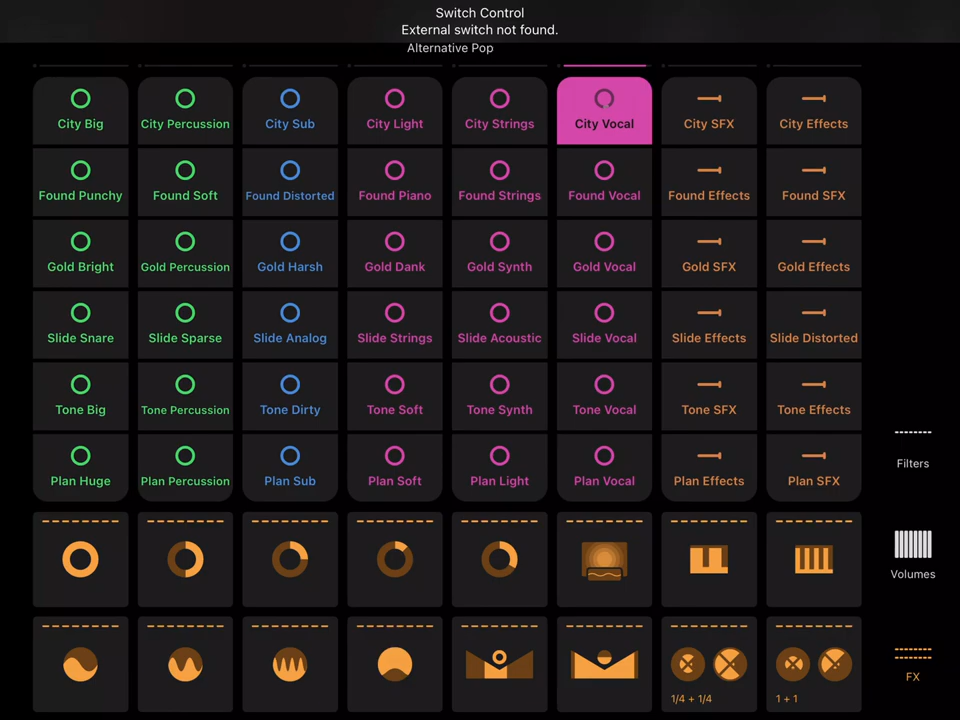 Switch Control
External switch not found.
Alternative Pop
City Big City Percussion City Sub City Light City Strings City Vocal City SFX City Effects
Found Punchy Found Soft Found Distorted Found Piano Found Strings Found Vocal Found Effects Found SFX
Gold Bright Gold Percussion Gold Harsh Gold Dank Gold Synth Gold Vocal Gold SFX Gold Effects
Slide Snare Slide Sparse Slide Analog Slide Strings Slide Acoustic Slide Vocal Slide Effects Slide Distorted
Tone Big Tone Percussion Tone Dirty Tone Soft Tone Synth Tone Vocal Tone SFX Tone Effects
Filters
Plan Huge Plan Percussion Plan Sub Plan Soft Plan Light Plan Vocal Plan Effects Plan SFX
Volumes
FX
1/4 + 1/4 1 + 1